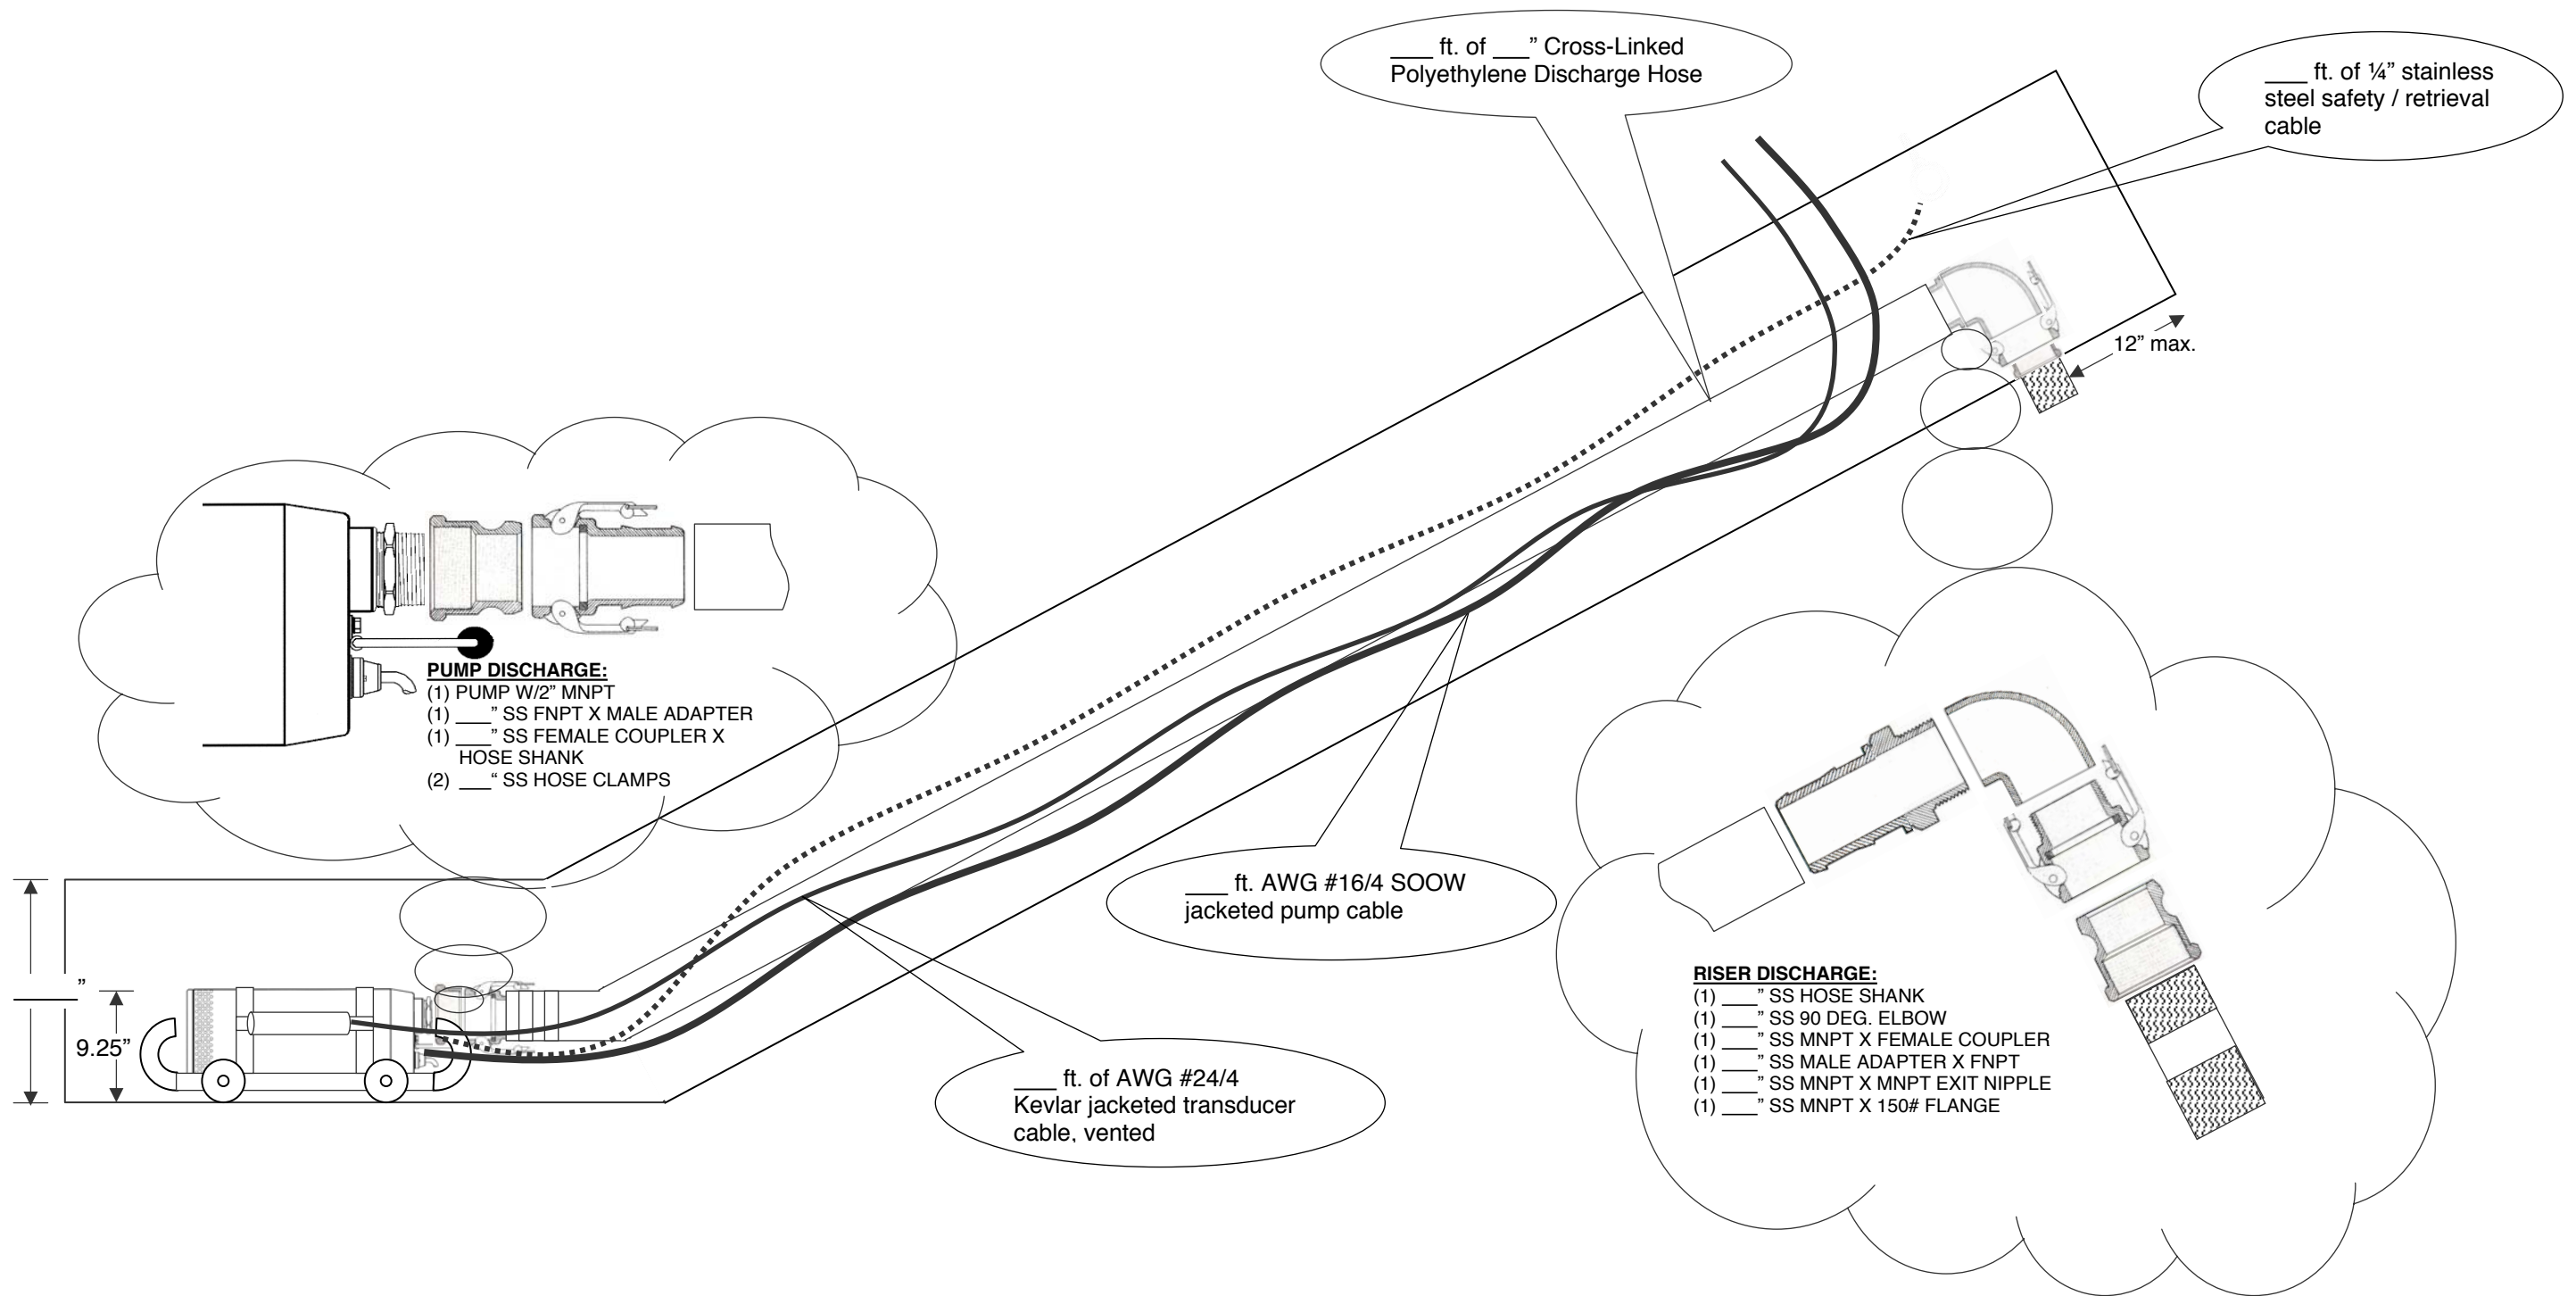 ___ ft. of ___” Cross-Linked
Polyethylene Discharge Hose
___ ft. of ¼” stainless
steel safety / retrieval
cable
12” max.
PUMP DISCHARGE:
(1) PUMP W/2” MNPT
(1) ___” SS FNPT X MALE ADAPTER
(1) ___” SS FEMALE COUPLER X
HOSE SHANK
(2) ___“ SS HOSE CLAMPS
___ ft. AWG #16/4 SOOW
jacketed pump cable
___”
9.25”
___ ft. of AWG #24/4
Kevlar jacketed transducer
cable, vented
RISER DISCHARGE:
(1) ___” SS HOSE SHANK
(1) ___” SS 90 DEG. ELBOW
(1) ___” SS MNPT X FEMALE COUPLER
(1) ___” SS MALE ADAPTER X FNPT
(1) ___” SS MNPT X MNPT EXIT NIPPLE
(1) ___” SS MNPT X 150# FLANGE